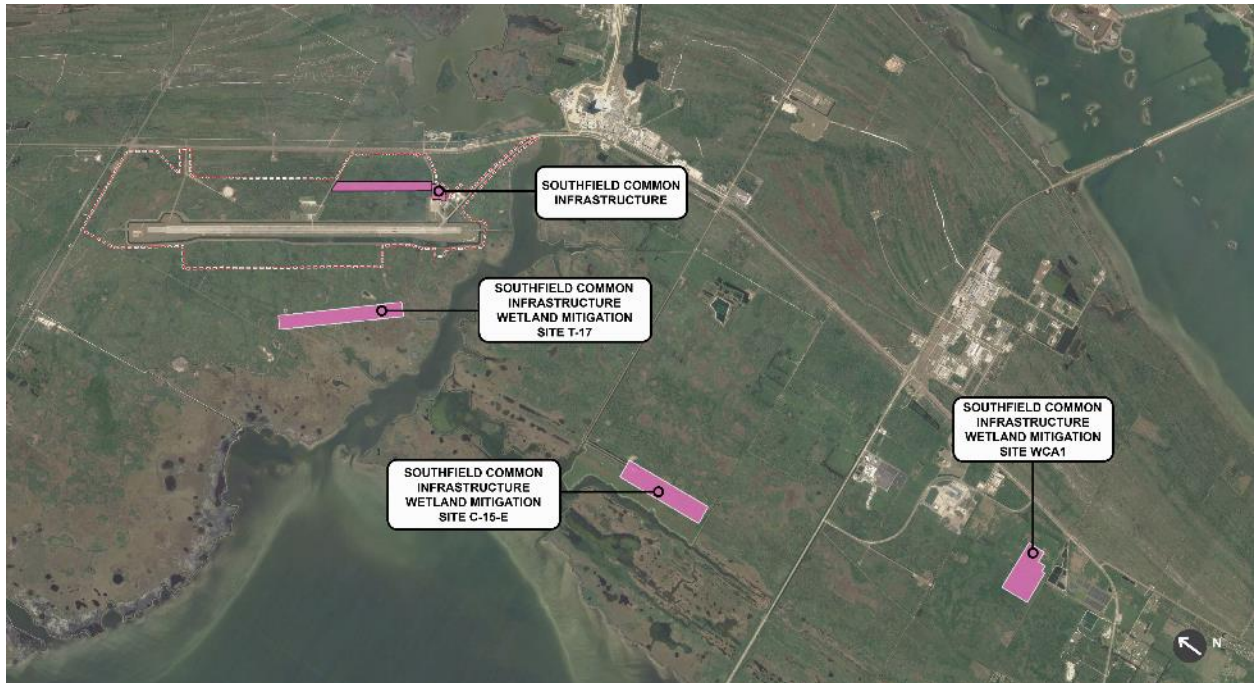 SOUTHFIELD COMMON
INFRASTRUCTURE
SOUTHFIELD COMMON
INFRASTRUCTURE
WETLAND MITIGATION
SITE T-17
SOUTHFIELD COMMON
INFRASTRUCTURE
WETLAND MITIGATION
SITE WCA1
SOUTHFIELD COMMON
INFRASTRUCTURE
WETLAND MITIGATION
SITE C-15-E
N